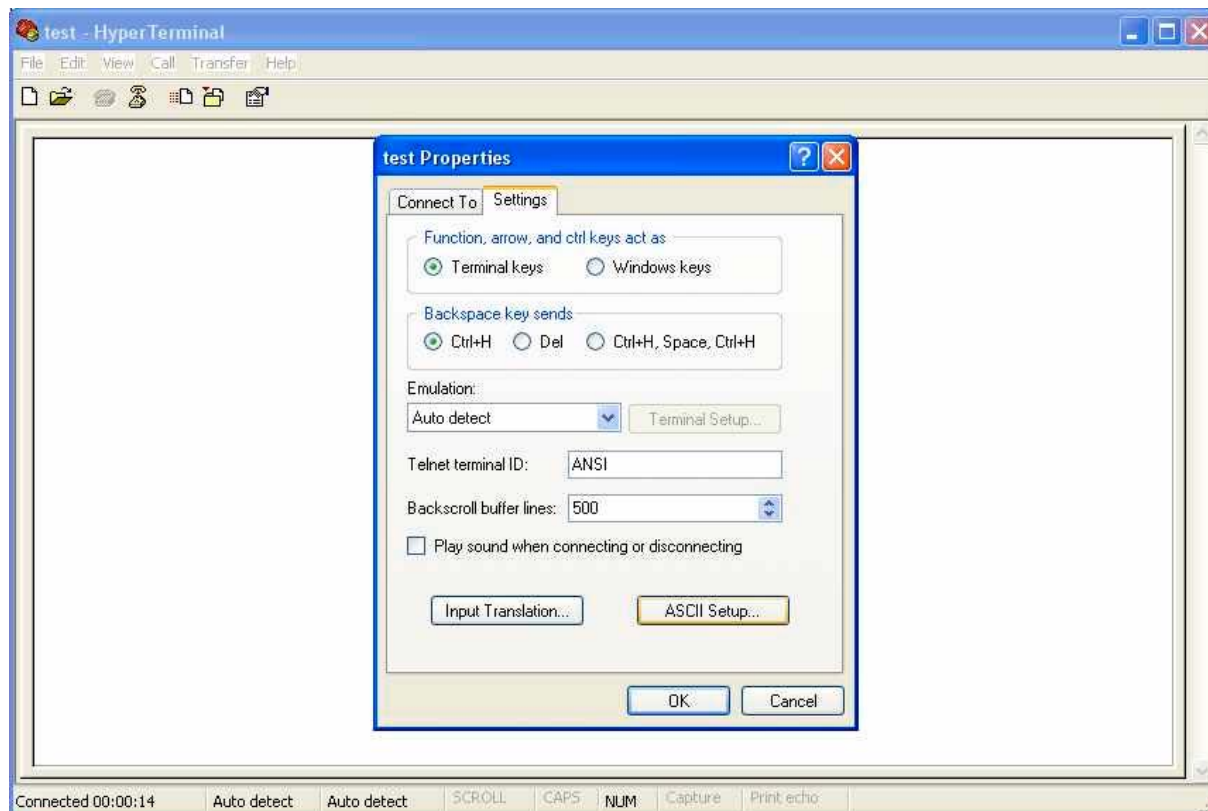 test - HyperTerminal
File Edit View Call Transfer Help
test Properties
Connect To Settings
Function, arrow, and ctrl keys act as
Terminal keys Windows keys
Backspace key sends
Ctrl+H Del Ctrl+H, Space, Ctrl+H
Emulation:
Auto detect Terminal Setup...
Telnet terminal ID: ANSI
Backscroll buffer lines: 500
Play sound when connecting or disconnecting
Input Translation... ASCII Setup...
OK Cancel
Connected 00:00:14 Auto detect Auto detect SCROLL CAPS NUM Capture Print echo